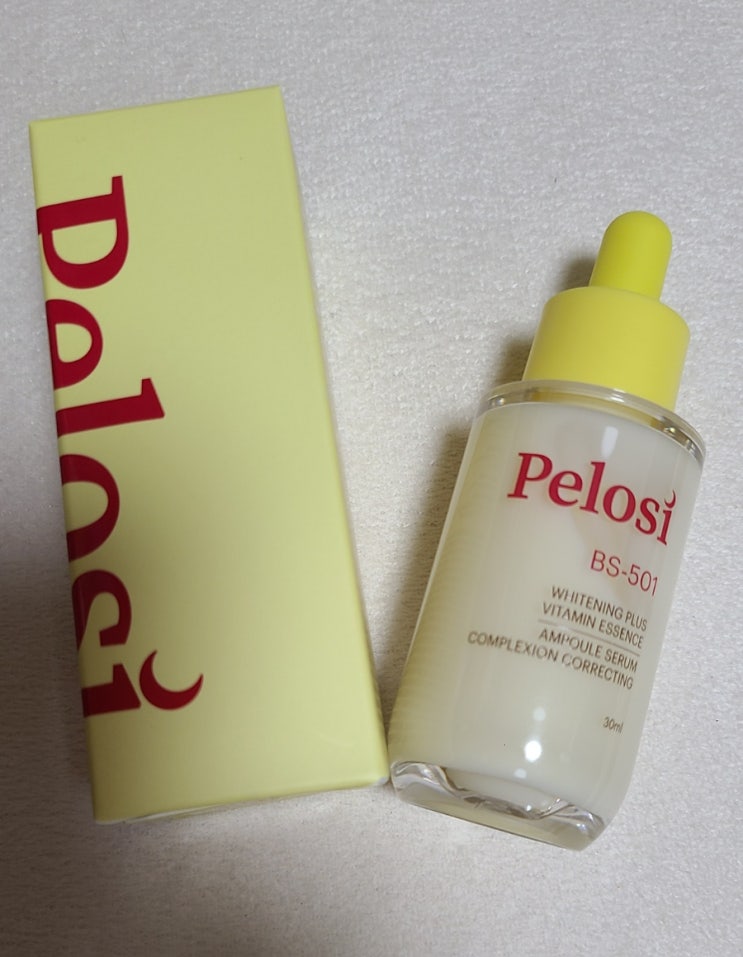 Pelosi
Pelosi
BS-501
WHITENING PLUS
VITAMIN ESSENCE
AMPOULE SERUM
COMPLEXION CORRECTING
30ml